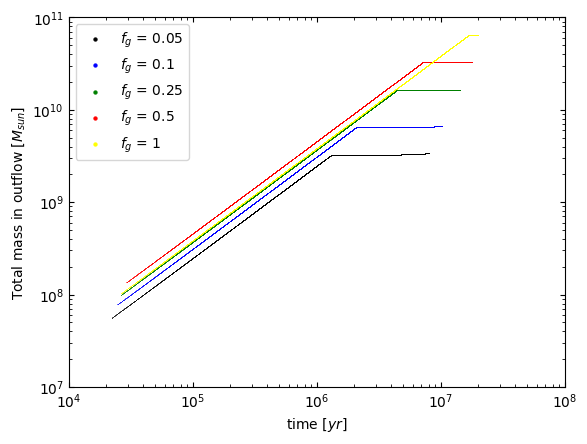 10^11
10^10
10^9
10^8
10^7
Total mass in outflow [M_sun]
f_g = 0.05
f_g = 0.1
f_g = 0.25
f_g = 0.5
f_g = 1
10^4 10^5 10^6 10^7 10^8
time [yr]